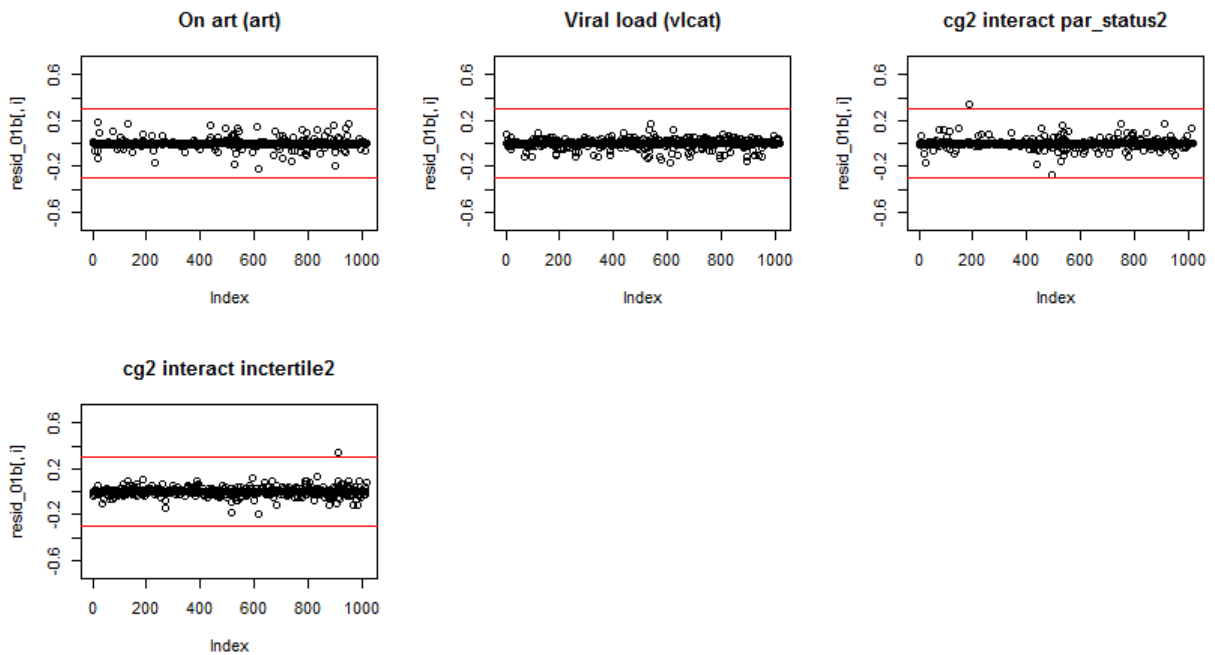 On art (art)
Viral load (vlcat)
cg2 interact par_status2
resid_01b[, i]
-0.6 -0.2 0.2 0.6
0 200 400 600 800 1000
Index
resid_01b[, i]
-0.6 -0.2 0.2 0.6
0 200 400 600 800 1000
Index
resid_01b[, i]
-0.6 -0.2 0.2 0.6
0 200 400 600 800 1000
Index
cg2 interact inctertile2
resid_01b[, i]
-0.6 -0.2 0.2 0.6
0 200 400 600 800 1000
Index